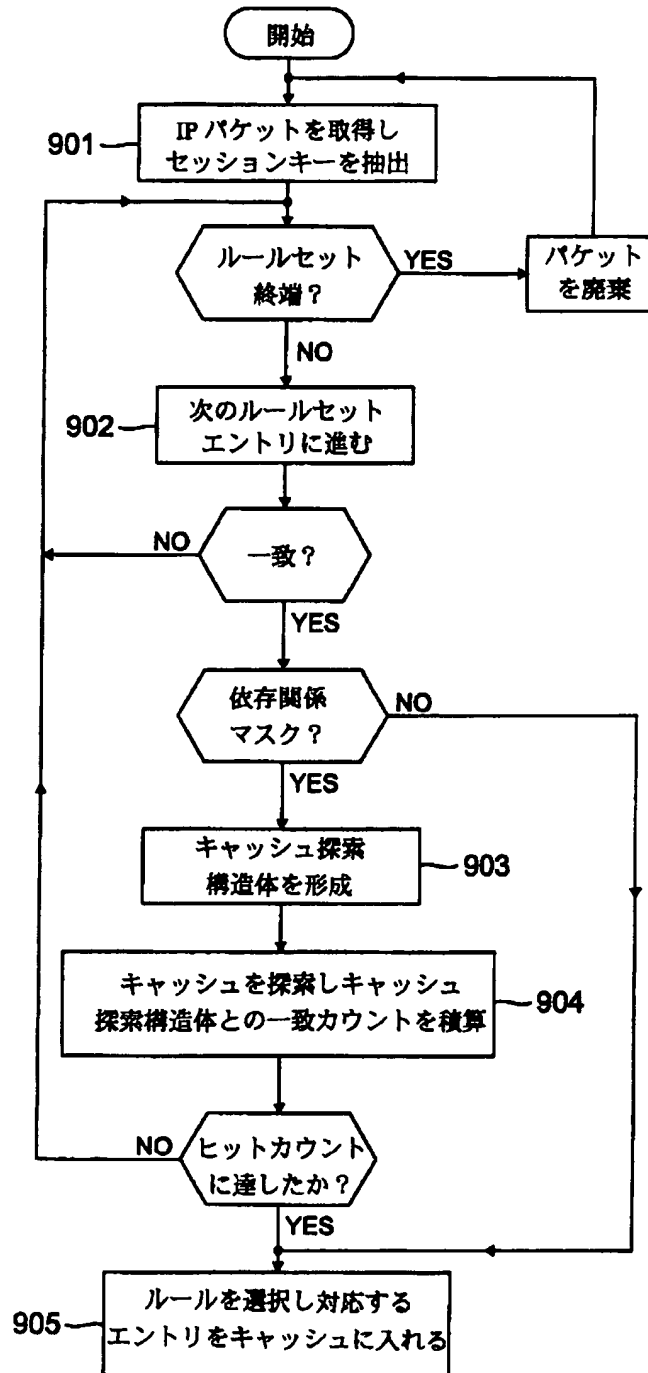 開始
901
IP パケットを取得し
セッションキーを抽出
ルールセット
終端？
YES
パケット
を廃棄
NO
902
次のルールセット
エントリに進む
NO
一致？
YES
依存関係
マスク？
NO
YES
キャッシュ探索
構造体を形成
903
キャッシュを探索しキャッシュ
探索構造体との一致カウントを積算
904
NO
ヒットカウント
に達したか？
YES
905
ルールを選択し対応する
エントリをキャッシュに入れる